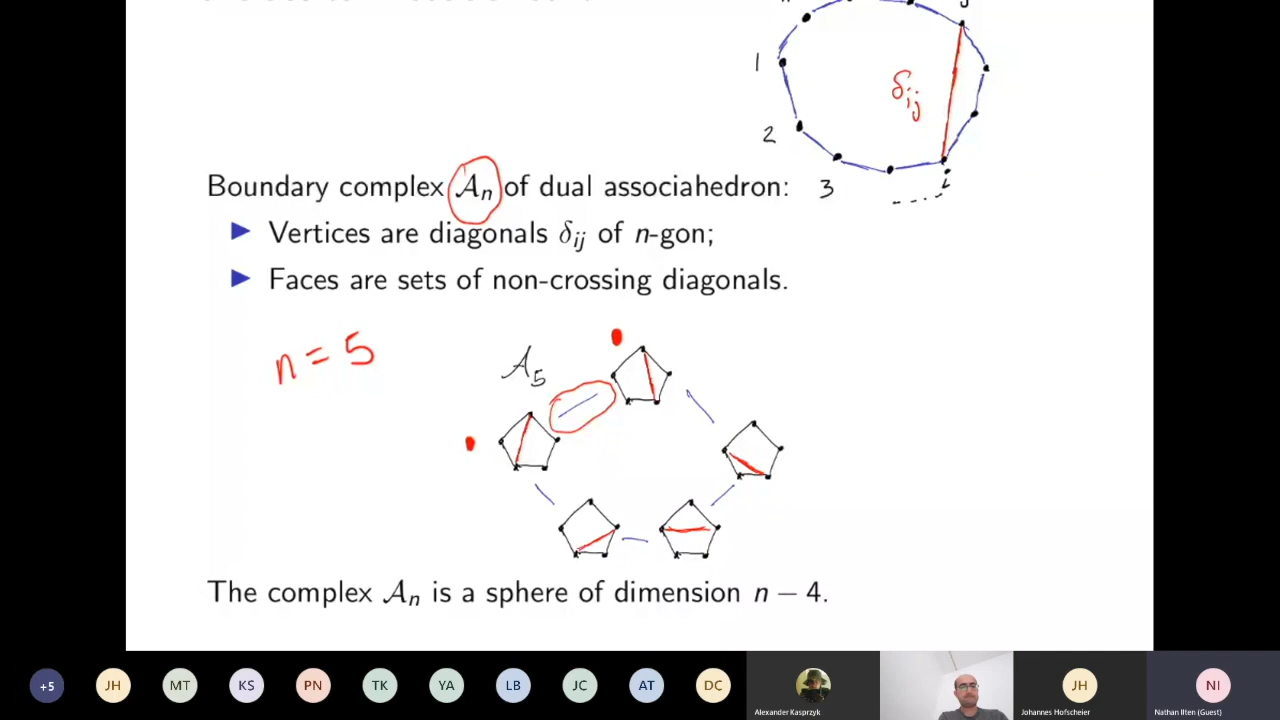 j
1
δij
2
Boundary complex 𝒜n of dual associahedron:
3
i
▶ Vertices are diagonals δij of n-gon;
▶ Faces are sets of non-crossing diagonals.
n = 5
𝒜5
The complex 𝒜n is a sphere of dimension n − 4.
+5
JH
MT
KS
PN
TK
YA
LB
JC
AT
DC
JH
NI
Alexander Kasprzyk
Johannes Hofscheier
Nathan Ilten (Guest)